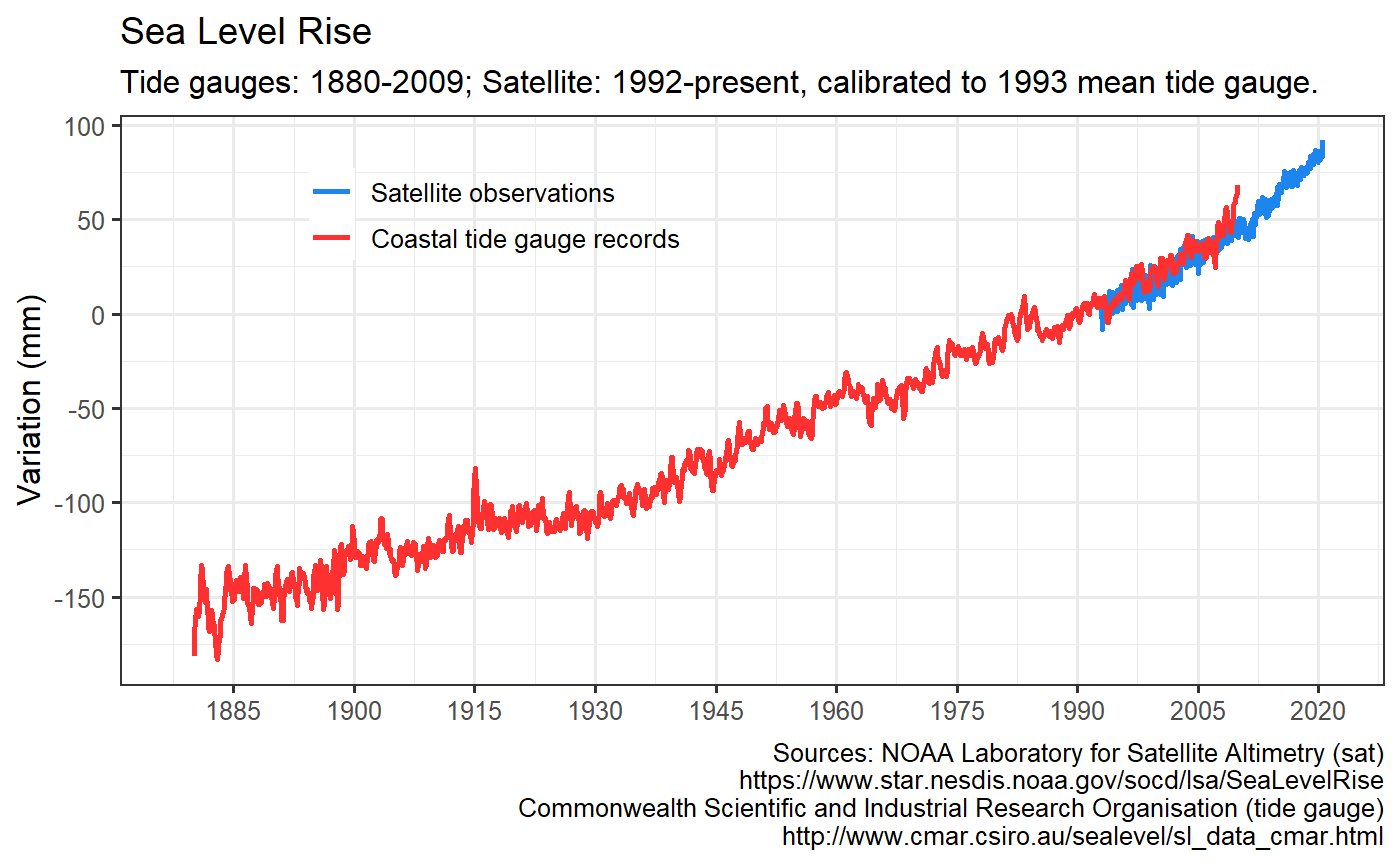 Sea Level Rise
Tide gauges: 1880-2009; Satellite: 1992-present, calibrated to 1993 mean tide gauge.
100
50
0
-50
-100
-150
Variation (mm)
Satellite observations
Coastal tide gauge records
1885 1900 1915 1930 1945 1960 1975 1990 2005 2020
Sources: NOAA Laboratory for Satellite Altimetry (sat)
https://www.star.nesdis.noaa.gov/socd/lsa/SeaLevelRise
Commonwealth Scientific and Industrial Research Organisation (tide gauge)
http://www.cmar.csiro.au/sealevel/sl_data_cmar.html